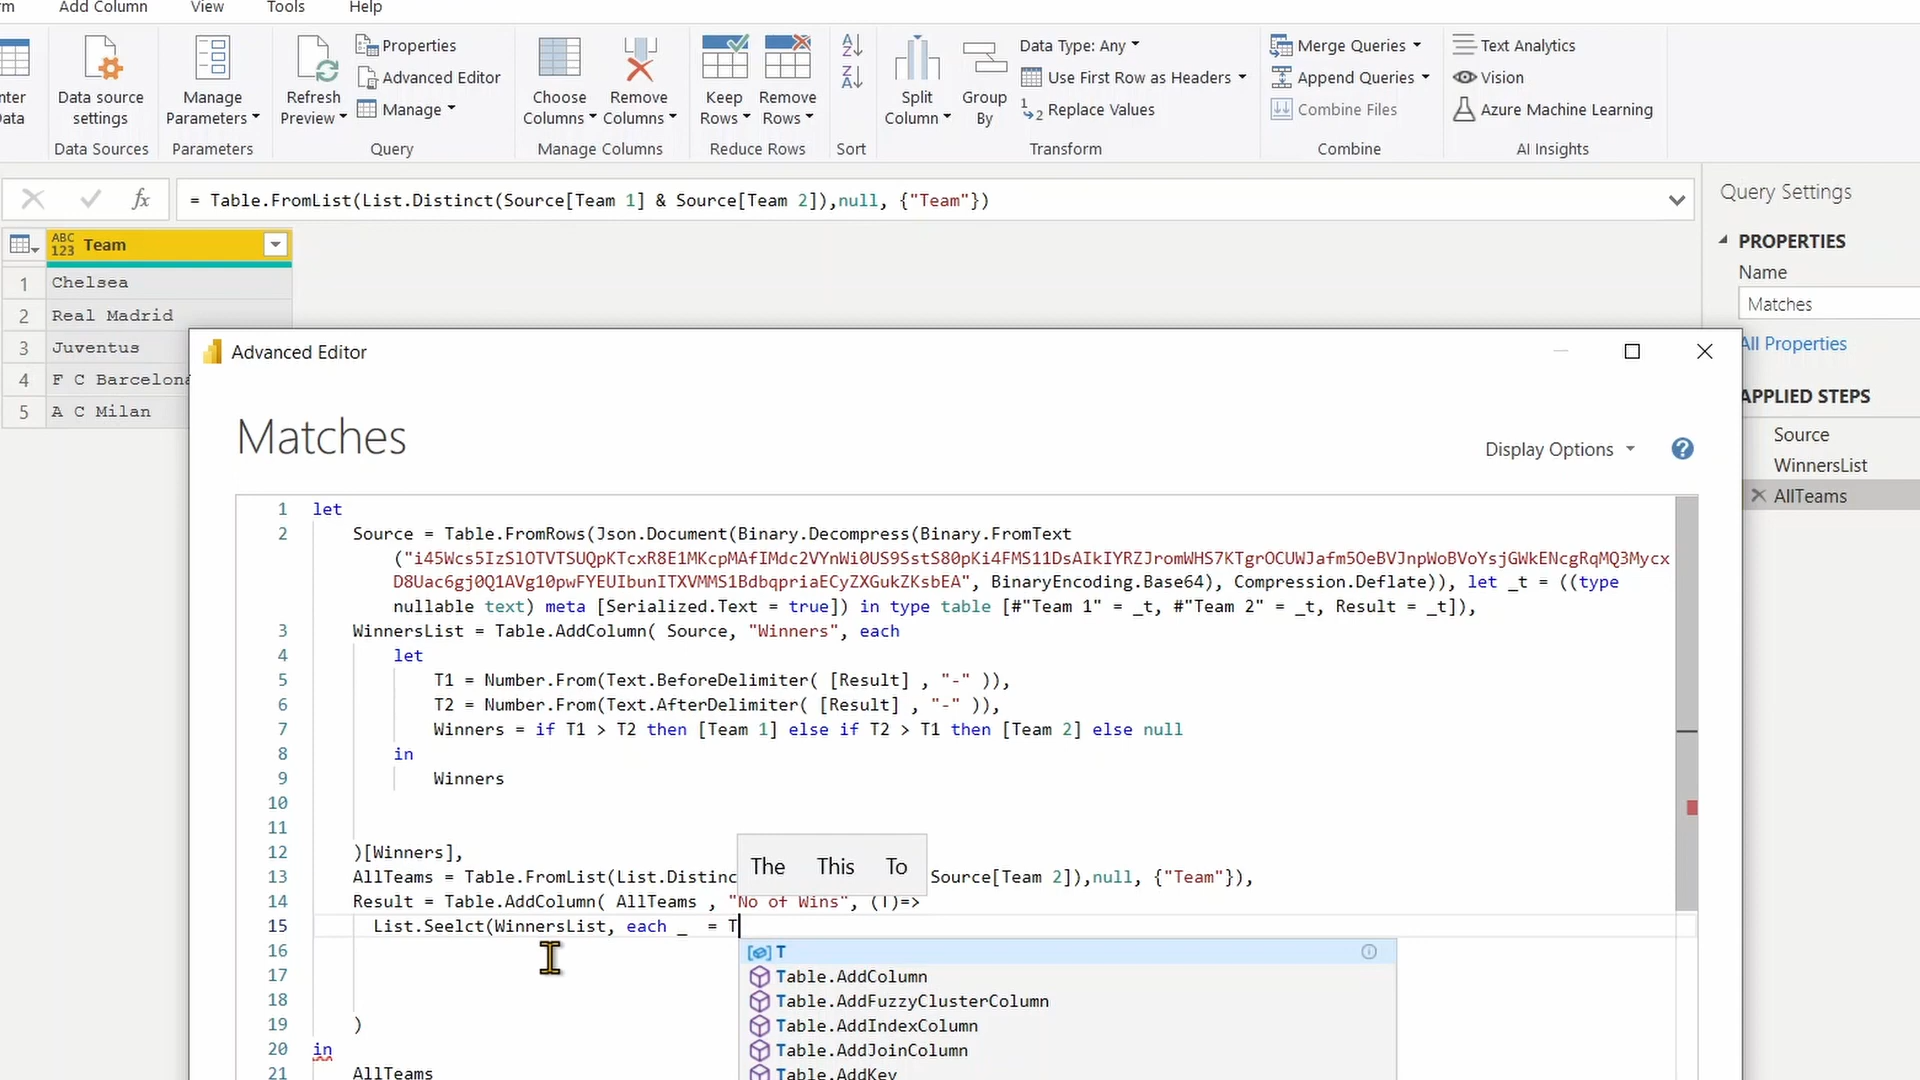 rm Add Column View Tools Help
nter
Data
Data source
settings
Data Sources
Manage
Parameters
Parameters
Refresh
Preview
Properties
Advanced Editor
Manage
Query
Choose
Columns
Remove
Columns
Manage Columns
Keep
Rows
Remove
Rows
Reduce Rows
A
Z
Z
A
Sort
Split
Column
Group
By
Data Type: Any
Use First Row as Headers
1
2 Replace Values
Transform
Merge Queries
Append Queries
Combine Files
Combine
Text Analytics
Vision
Azure Machine Learning
AI Insights
fx = Table.FromList(List.Distinct(Source[Team 1] & Source[Team 2]),null, {"Team"})
ABC
123 Team
1 Chelsea
2 Real Madrid
3 Juventus
4 F C Barcelona
5 A C Milan
Query Settings
PROPERTIES
Name
Matches
All Properties
APPLIED STEPS
Source
WinnersList
AllTeams
Advanced Editor
Matches
Display Options
?
1 let
2 Source = Table.FromRows(Json.Document(Binary.Decompress(Binary.FromText
("i45Wcs5IzSlOTVTSUQpKTcxR8E1MKcpMAfIMdc2VYnWi0US9SstS80pKi4FMS11DsAIkIYRZJromWHS7KTgrOCUWJafm5OeBVJnpWoBVoYsjGWkENcgRqMQ3Mycx
D8Uac6gj0Q1AVg10pwFYEUIbunITXVMMS1BdbqpriaECyZXGukZKsbEA", BinaryEncoding.Base64), Compression.Deflate)), let _t = ((type
nullable text) meta [Serialized.Text = true]) in type table [#"Team 1" = _t, #"Team 2" = _t, Result = _t]),
3 WinnersList = Table.AddColumn( Source, "Winners", each
4 let
5 T1 = Number.From(Text.BeforeDelimiter( [Result] , "-" )),
6 T2 = Number.From(Text.AfterDelimiter( [Result] , "-" )),
7 Winners = if T1 > T2 then [Team 1] else if T2 > T1 then [Team 2] else null
8 in
9 Winners
10
11
12 )[Winners],
The This To
13 AllTeams = Table.FromList(List.Distinc Source[Team 2]),null, {"Team"}),
14 Result = Table.AddColumn( AllTeams , "No of Wins", (T)=>
15 List.Seelct(WinnersList, each _ = T
16
17
18
19 )
20 in
21 AllTeams
T
Table.AddColumn
Table.AddFuzzyClusterColumn
Table.AddIndexColumn
Table.AddJoinColumn
Table.AddKey